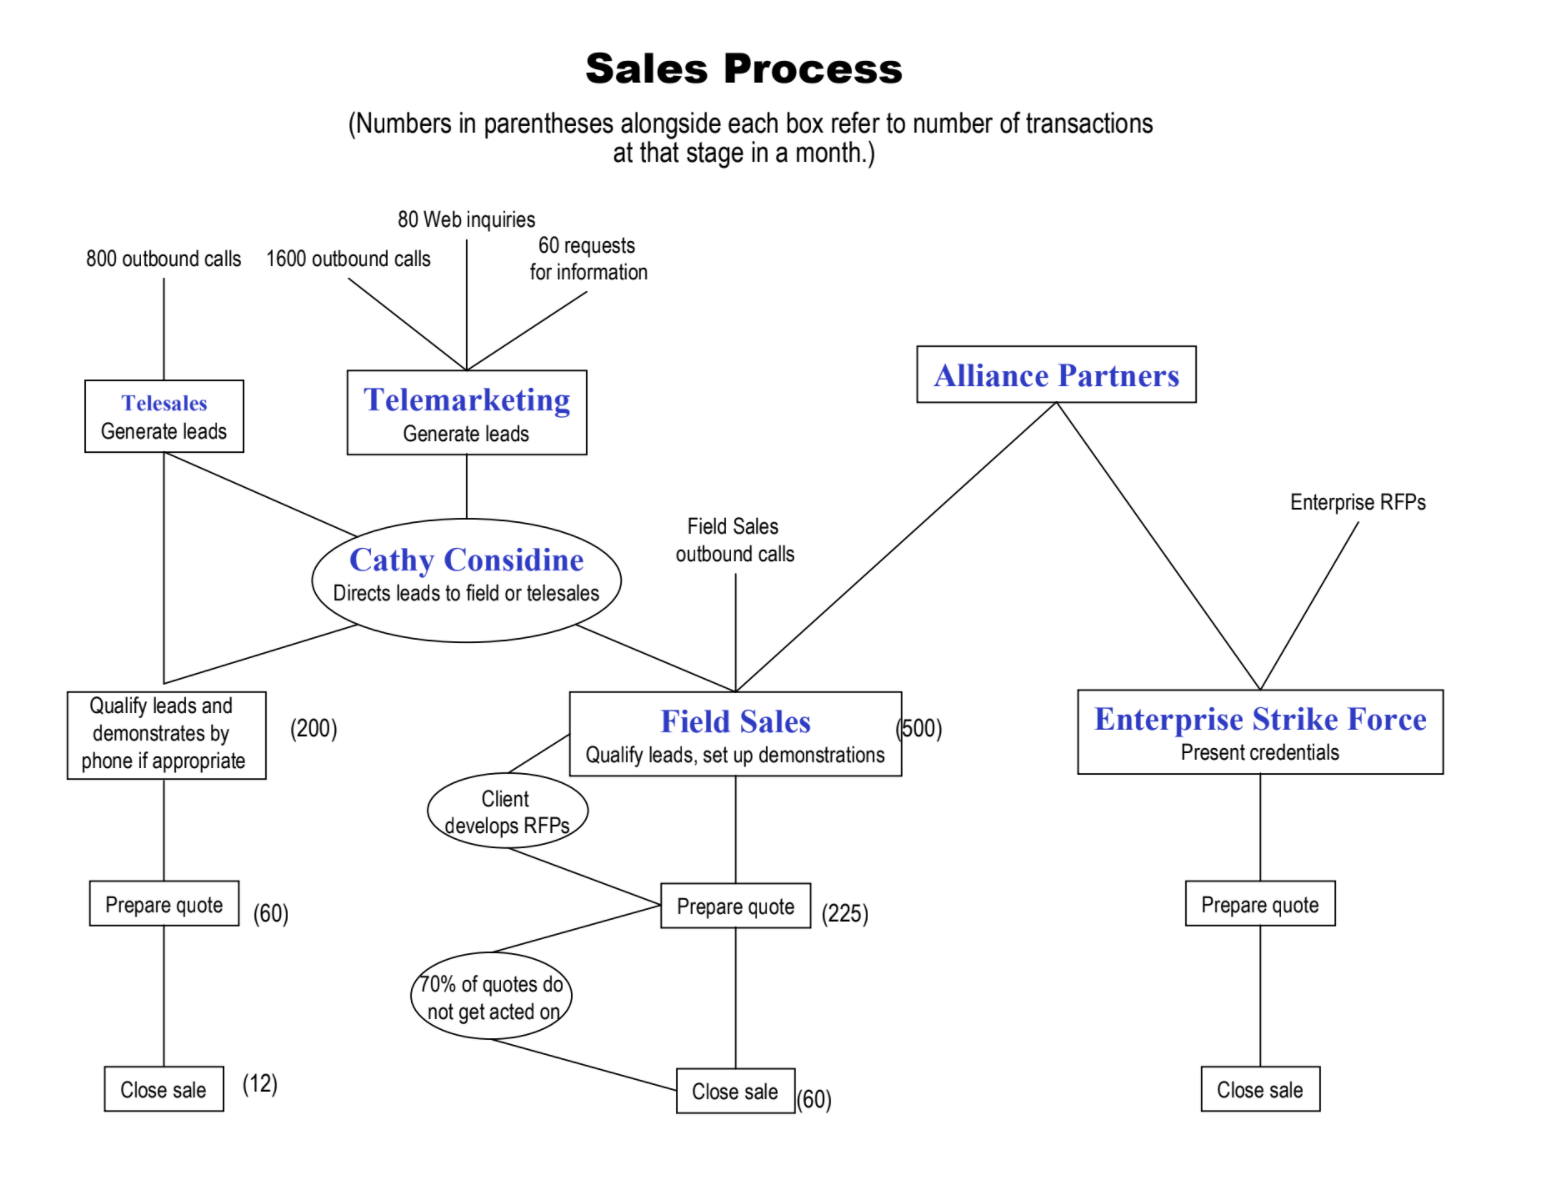 Sales Process
(Numbers in parentheses alongside each box refer to number of transactions
at that stage in a month.)
80 Web inquiries
800 outbound calls
1600 outbound calls
60 requests
for information
Telesales
Generate leads
Telemarketing
Generate leads
Alliance Partners
Cathy Considine
Directs leads to field or telesales
Field Sales
outbound calls
Enterprise RFPs
Qualify leads and
demonstrates by
phone if appropriate
(200)
Field Sales
Qualify leads, set up demonstrations
(500)
Enterprise Strike Force
Present credentials
Client
develops RFPs
Prepare quote
(60)
Prepare quote
(225)
Prepare quote
70% of quotes do
not get acted on
Close sale
(12)
Close sale
(60)
Close sale